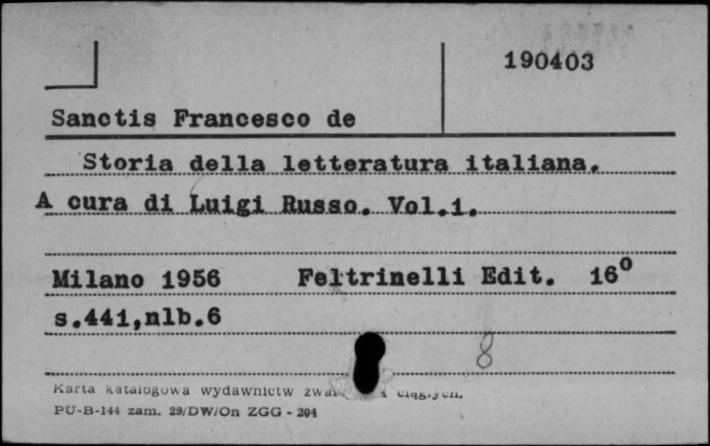 190403
Sanctis Francesco de
Storia della letteratura italiana.
A cura di Luigi Russo. Vol.1.
Milano 1956 Feltrinelli Edit. 16⁰
s.441,nlb.6
8
Karta katalogowa wydawnictw i ciągłych.
PU-B-144 zam. 29/DW/On ZGG - 204